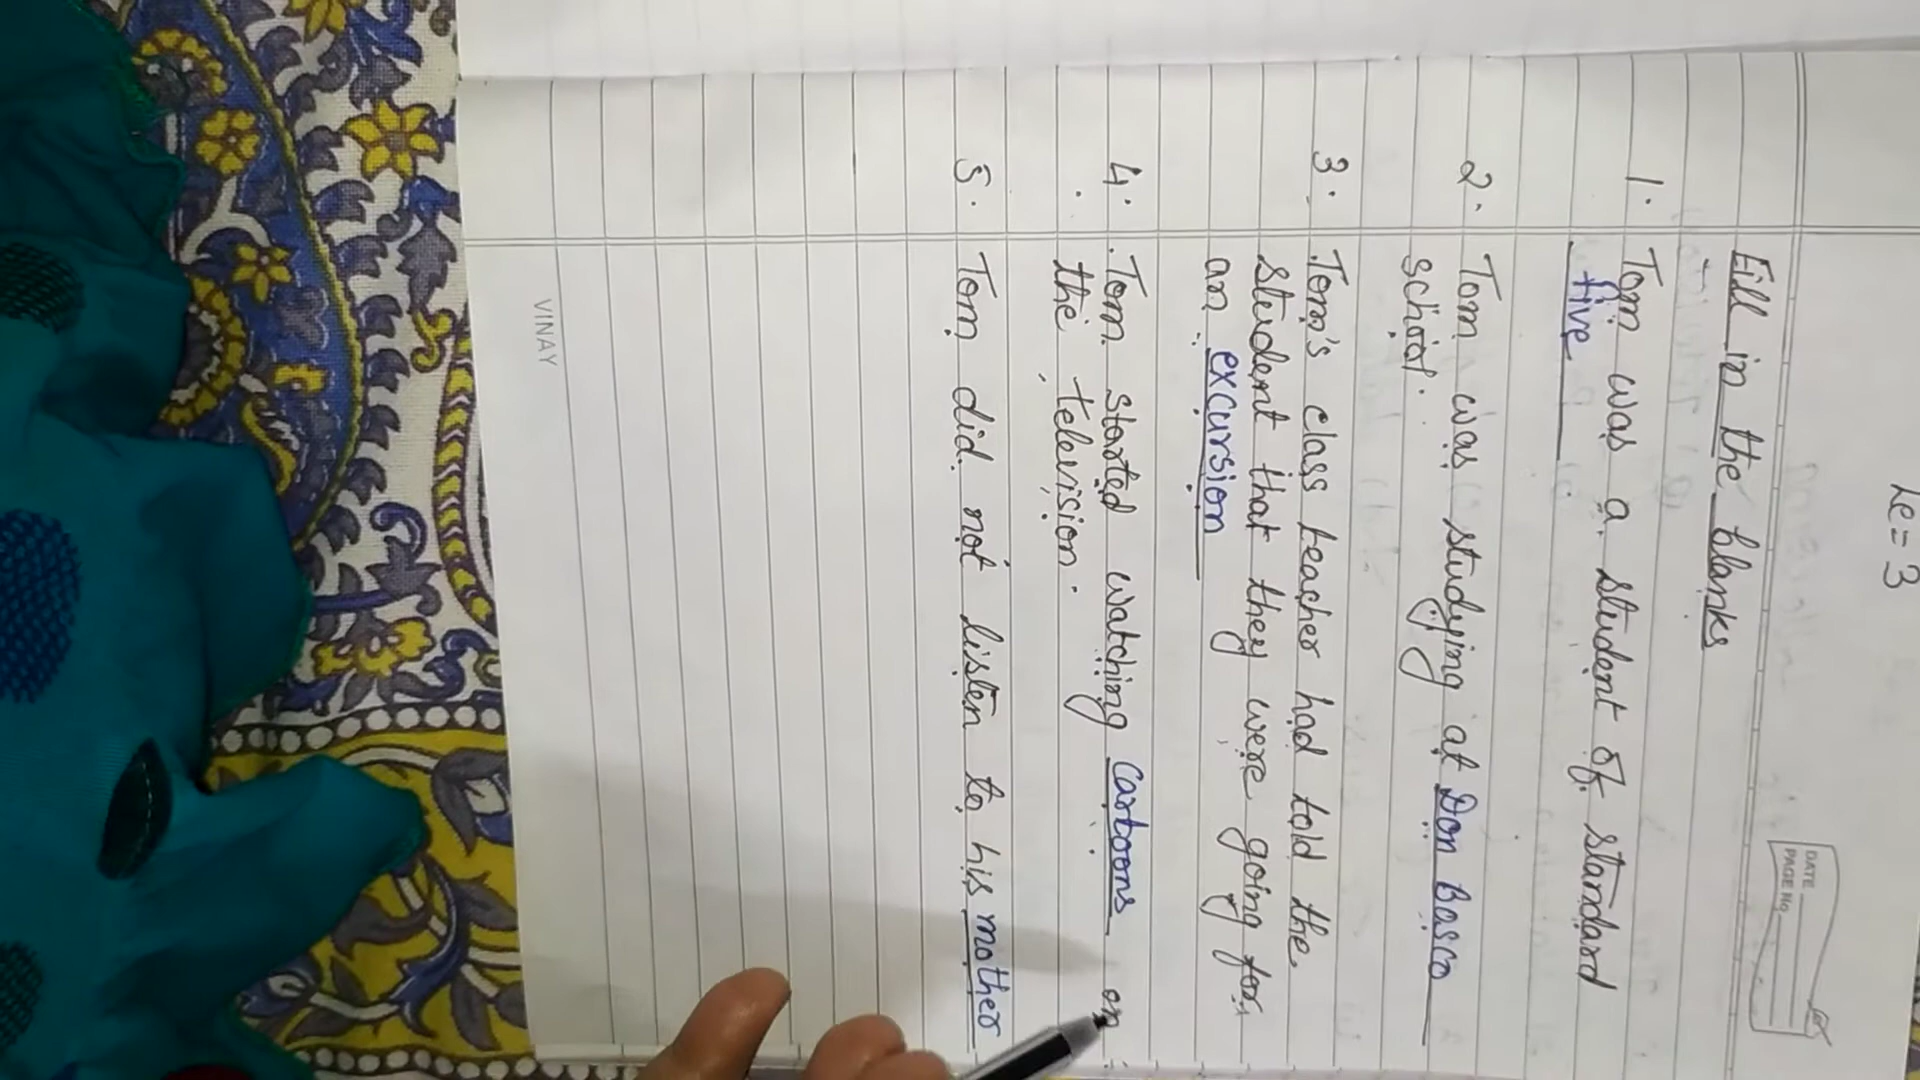 Le = 3
DATE
PAGE No.
Fill in the blanks
1. Tom was a student of standard
five
2. Tom was studying at Don Basco
school.
3. Tom's class teacher had told the
student that they were going for
an excursion
4. Tom started watching cartoons on
the television.
5. Tom did not listen to his mother
VINAY